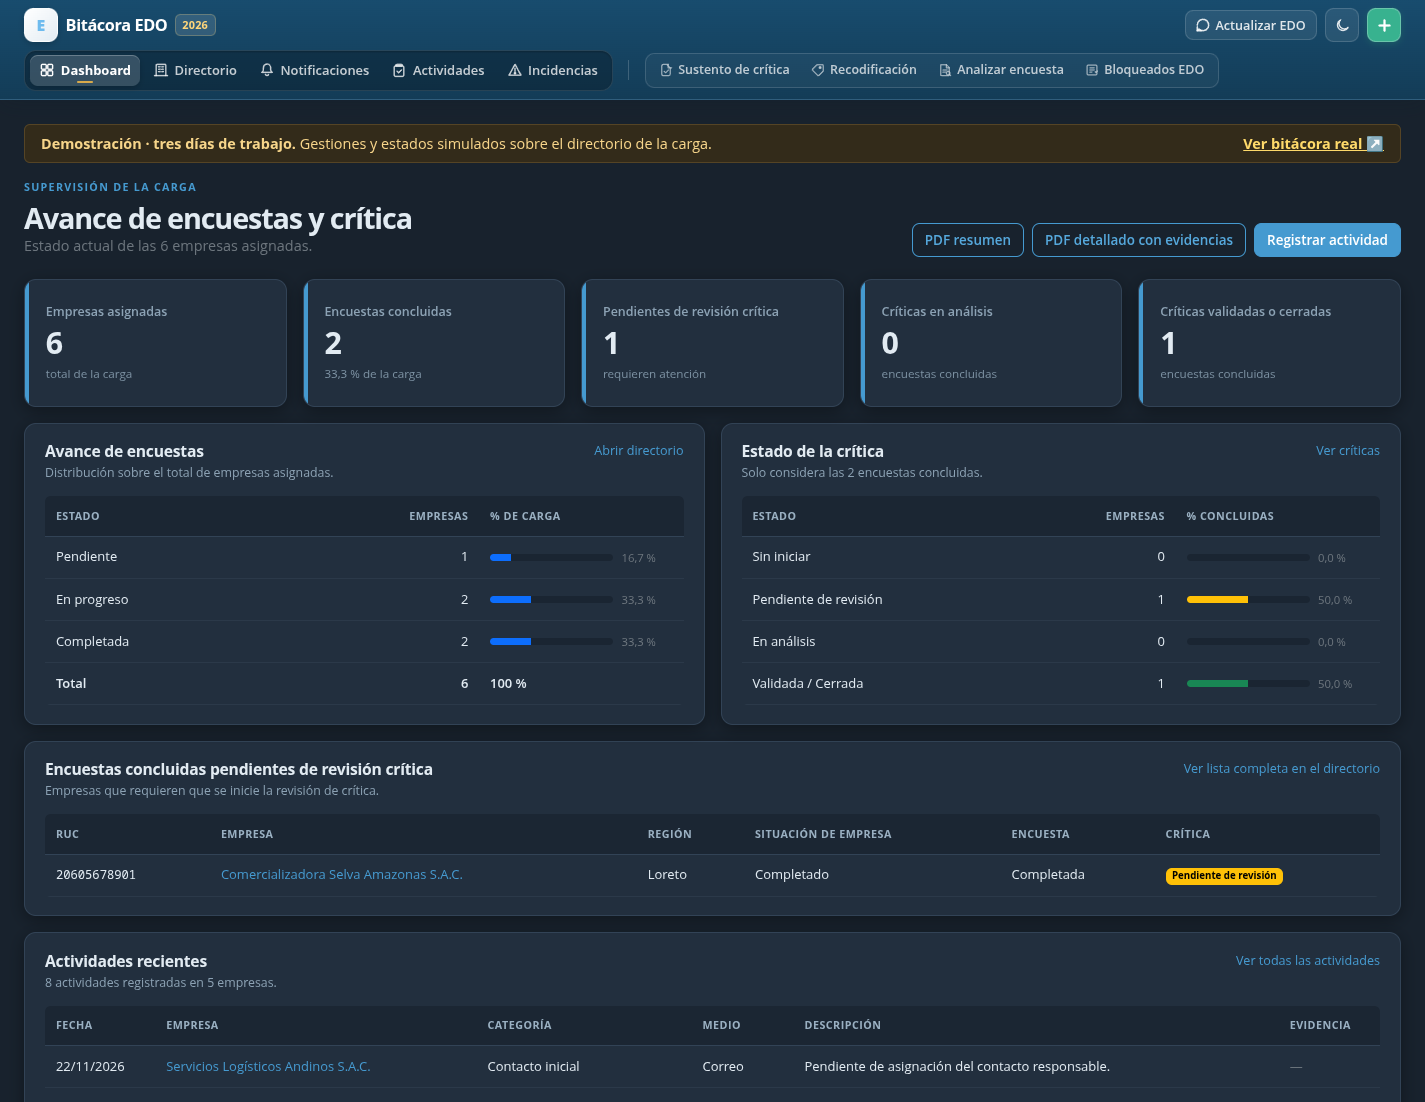 E Bitácora EDO 2026
Actualizar EDO
Dashboard Directorio Notificaciones Actividades Incidencias Sustento de crítica Recodificación Analizar encuesta Bloqueados EDO
Demostración · tres días de trabajo. Gestiones y estados simulados sobre el directorio de la carga.
Ver bitácora real ↗
SUPERVISIÓN DE LA CARGA
Avance de encuestas y crítica
Estado actual de las 6 empresas asignadas.
PDF resumen PDF detallado con evidencias Registrar actividad
Empresas asignadas
6
total de la carga
Encuestas concluidas
2
33,3 % de la carga
Pendientes de revisión crítica
1
requieren atención
Críticas en análisis
0
encuestas concluidas
Críticas validadas o cerradas
1
encuestas concluidas
Avance de encuestas
Abrir directorio
Distribución sobre el total de empresas asignadas.
ESTADO EMPRESAS % DE CARGA
Pendiente 1 16,7 %
En progreso 2 33,3 %
Completada 2 33,3 %
Total 6 100 %
Estado de la crítica
Ver críticas
Solo considera las 2 encuestas concluidas.
ESTADO EMPRESAS % CONCLUIDAS
Sin iniciar 0 0,0 %
Pendiente de revisión 1 50,0 %
En análisis 0 0,0 %
Validada / Cerrada 1 50,0 %
Encuestas concluidas pendientes de revisión crítica
Ver lista completa en el directorio
Empresas que requieren que se inicie la revisión de crítica.
RUC EMPRESA REGIÓN SITUACIÓN DE EMPRESA ENCUESTA CRÍTICA
20605678901 Comercializadora Selva Amazonas S.A.C. Loreto Completado Completada Pendiente de revisión
Actividades recientes
Ver todas las actividades
8 actividades registradas en 5 empresas.
FECHA EMPRESA CATEGORÍA MEDIO DESCRIPCIÓN EVIDENCIA
22/11/2026 Servicios Logísticos Andinos S.A.C. Contacto inicial Correo Pendiente de asignación del contacto responsable. —